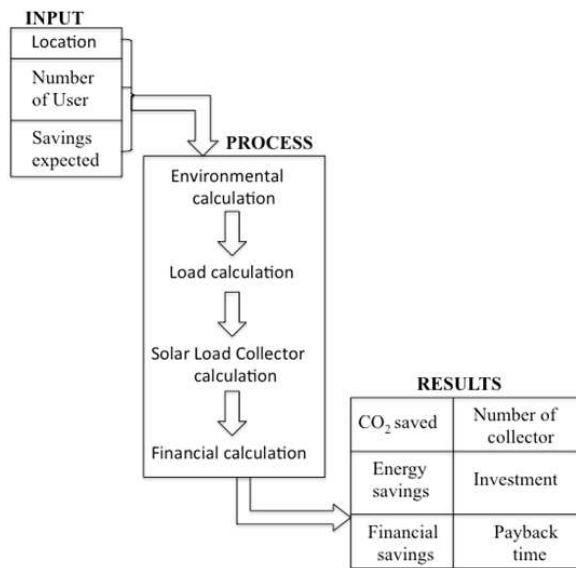 INPUT
Location
Number
of User
Savings
expected
PROCESS
Environmental
calculation
Load calculation
Solar Load Collector
calculation
Financial calculation
RESULTS
CO₂ saved
Number of
collector
Energy
savings
Investment
Financial
savings
Payback
time